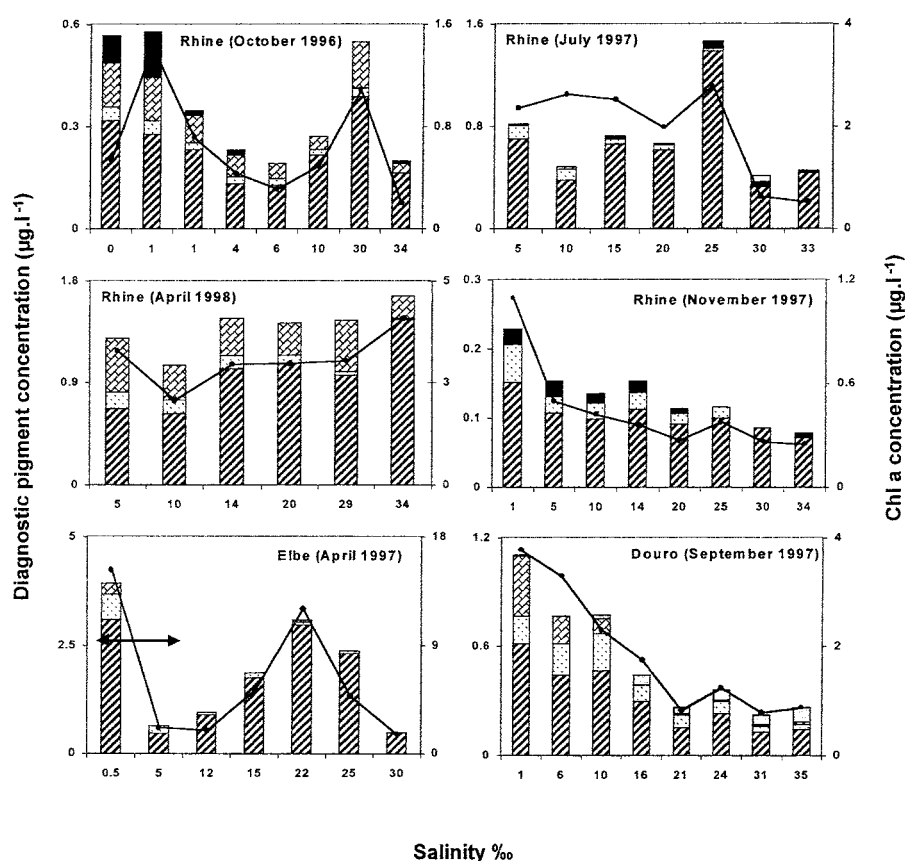 Diagnostic pigment concentration (µg.l⁻¹)
Chl a concentration (µg.l⁻¹)
Rhine (October 1996)
0.6
0.3
0
1.6
0.8
0
0 1 1 4 6 10 30 34
Rhine (July 1997)
1.6
0.8
0
4
2
0
5 10 15 20 25 30 33
Rhine (April 1998)
1.8
0.9
0
5
3
0
5 10 14 20 29 34
Rhine (November 1997)
0.3
0.2
0.1
0
1.2
0.6
0
1 5 10 14 20 25 30 34
Elbe (April 1997)
5
2.5
0
18
9
0
0.5 5 12 15 22 25 30
Douro (September 1997)
1.2
0.6
0
4
2
0
1 6 10 16 21 24 31 35
Salinity ‰